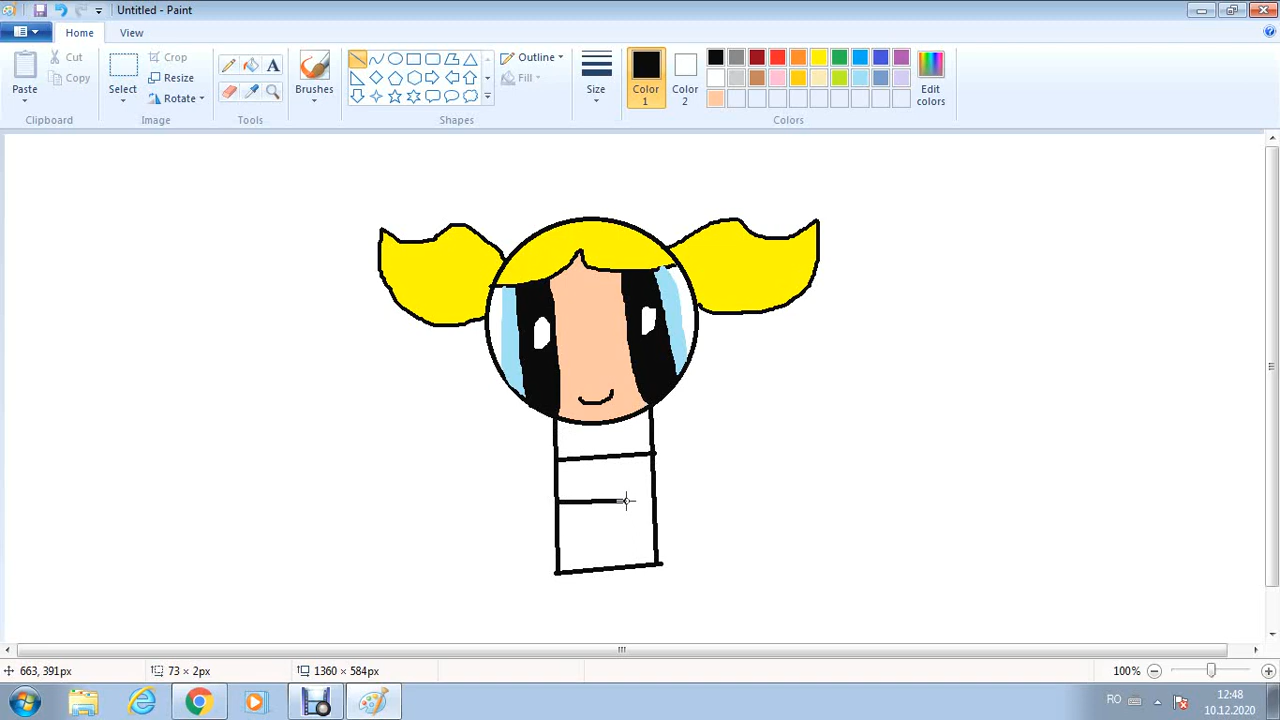 Untitled - Paint
Home
View
Paste
Cut
Copy
Clipboard
Select
Crop
Resize
Rotate
Image
A
Tools
Brushes
Outline
Fill
Shapes
Size
Color 1
Color 2
Edit colors
Colors
663, 391px
73 × 2px
1360 × 584px
100%
RO
12:48
10.12.2020